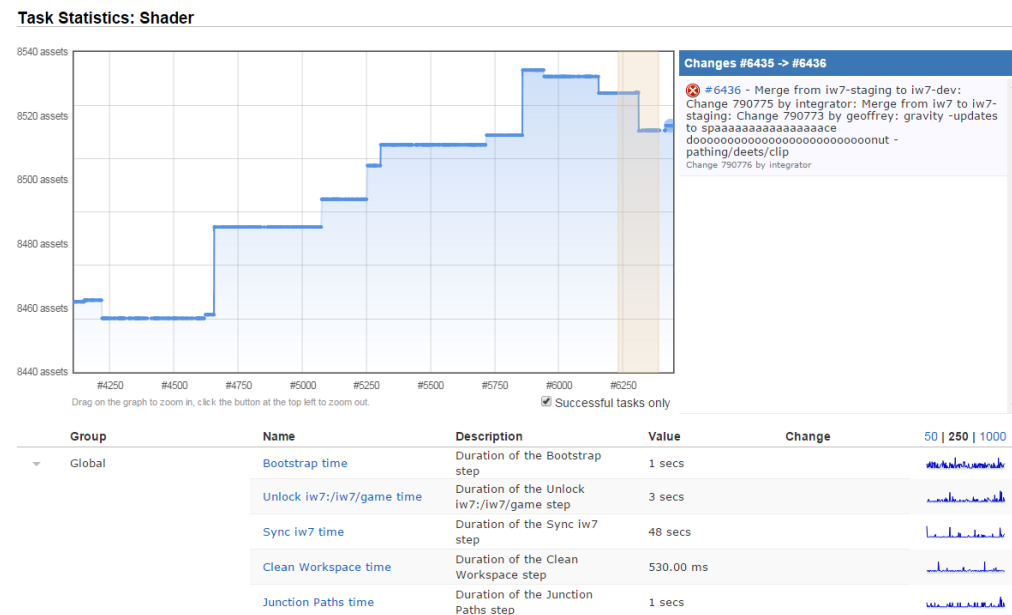 Task Statistics: Shader
8540 assets
8520 assets
8500 assets
8480 assets
8460 assets
8440 assets
#4250 #4500 #4750 #5000 #5250 #5500 #5750 #6000 #6250
Drag on the graph to zoom in, click the button at the top left to zoom out.
Successful tasks only
Changes #6435 -> #6436
#6436 - Merge from iw7-staging to iw7-dev:
Change 790775 by integrator: Merge from iw7 to iw7-
staging: Change 790773 by geoffrey: gravity -updates
to spaaaaaaaaaaaaaaaace
doooooooooooooooooooooooooonut -
pathing/deets/clip
Change 790776 by integrator
Group Name Description Value Change 50 | 250 | 1000
Global Bootstrap time Duration of the Bootstrap
step 1 secs
Unlock iw7:/iw7/game time Duration of the Unlock
iw7:/iw7/game step 3 secs
Sync iw7 time Duration of the Sync iw7
step 48 secs
Clean Workspace time Duration of the Clean
Workspace step 530.00 ms
Junction Paths time Duration of the Junction
Paths step 1 secs